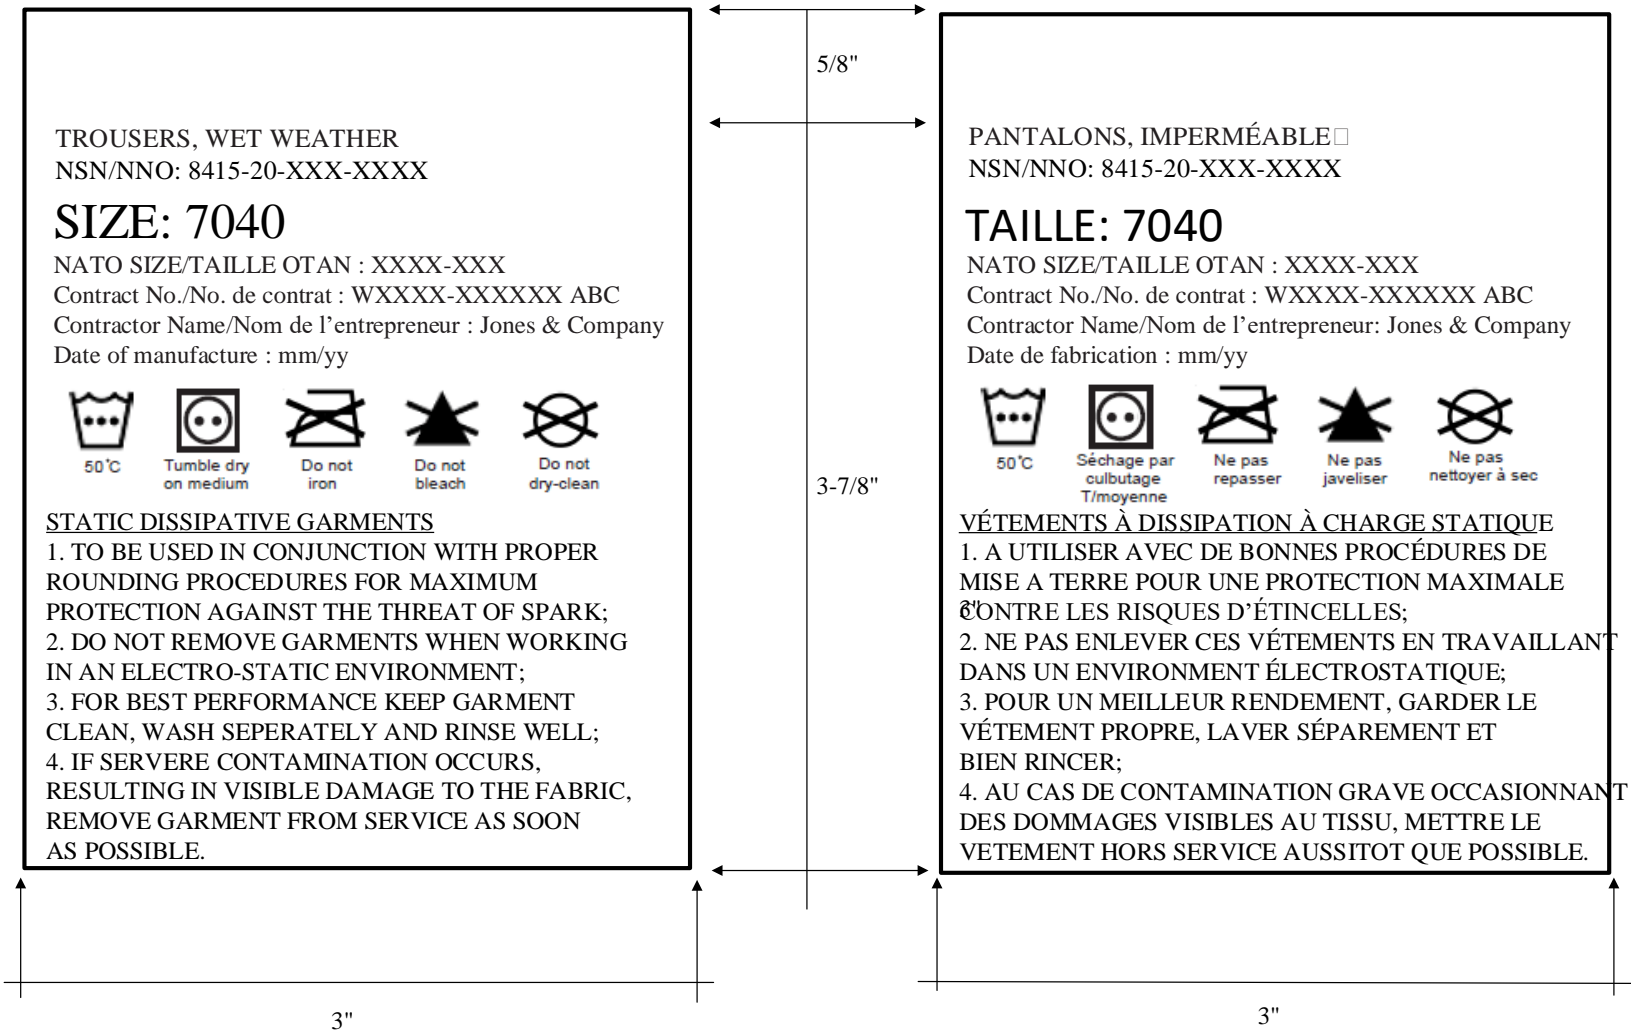 TROUSERS, WET WEATHER
NSN/NNO: 8415-20-XXX-XXXX
SIZE: 7040
NATO SIZE/TAILLE OTAN : XXXX-XXX
Contract No./No. de contrat : WXXXX-XXXXXX ABC
Contractor Name/Nom de l’entrepreneur : Jones & Company
Date of manufacture : mm/yy
50°C
Tumble dry
on medium
Do not
iron
Do not
bleach
Do not
dry-clean
STATIC DISSIPATIVE GARMENTS
1. TO BE USED IN CONJUNCTION WITH PROPER
ROUNDING PROCEDURES FOR MAXIMUM
PROTECTION AGAINST THE THREAT OF SPARK;
2. DO NOT REMOVE GARMENTS WHEN WORKING
IN AN ELECTRO-STATIC ENVIRONMENT;
3. FOR BEST PERFORMANCE KEEP GARMENT
CLEAN, WASH SEPERATELY AND RINSE WELL;
4. IF SERVERE CONTAMINATION OCCURS,
RESULTING IN VISIBLE DAMAGE TO THE FABRIC,
REMOVE GARMENT FROM SERVICE AS SOON
AS POSSIBLE.
3"
5/8"
3-7/8"
PANTALONS, IMPERMÉABLE□
NSN/NNO: 8415-20-XXX-XXXX
TAILLE: 7040
NATO SIZE/TAILLE OTAN : XXXX-XXX
Contract No./No. de contrat : WXXXX-XXXXXX ABC
Contractor Name/Nom de l’entrepreneur: Jones & Company
Date de fabrication : mm/yy
50°C
Séchage par
culbutage
T/moyenne
Ne pas
repasser
Ne pas
javeliser
Ne pas
nettoyer à sec
VÉTEMENTS À DISSIPATION À CHARGE STATIQUE
1. A UTILISER AVEC DE BONNES PROCÉDURES DE
MISE A TERRE POUR UNE PROTECTION MAXIMALE
3"
CONTRE LES RISQUES D’ÉTINCELLES;
2. NE PAS ENLEVER CES VÉTEMENTS EN TRAVAILLANT
DANS UN ENVIRONMENT ÉLECTROSTATIQUE;
3. POUR UN MEILLEUR RENDEMENT, GARDER LE
VÉTEMENT PROPRE, LAVER SÉPAREMENT ET
BIEN RINCER;
4. AU CAS DE CONTAMINATION GRAVE OCCASIONNANT
DES DOMMAGES VISIBLES AU TISSU, METTRE LE
VETEMENT HORS SERVICE AUSSITOT QUE POSSIBLE.
3"